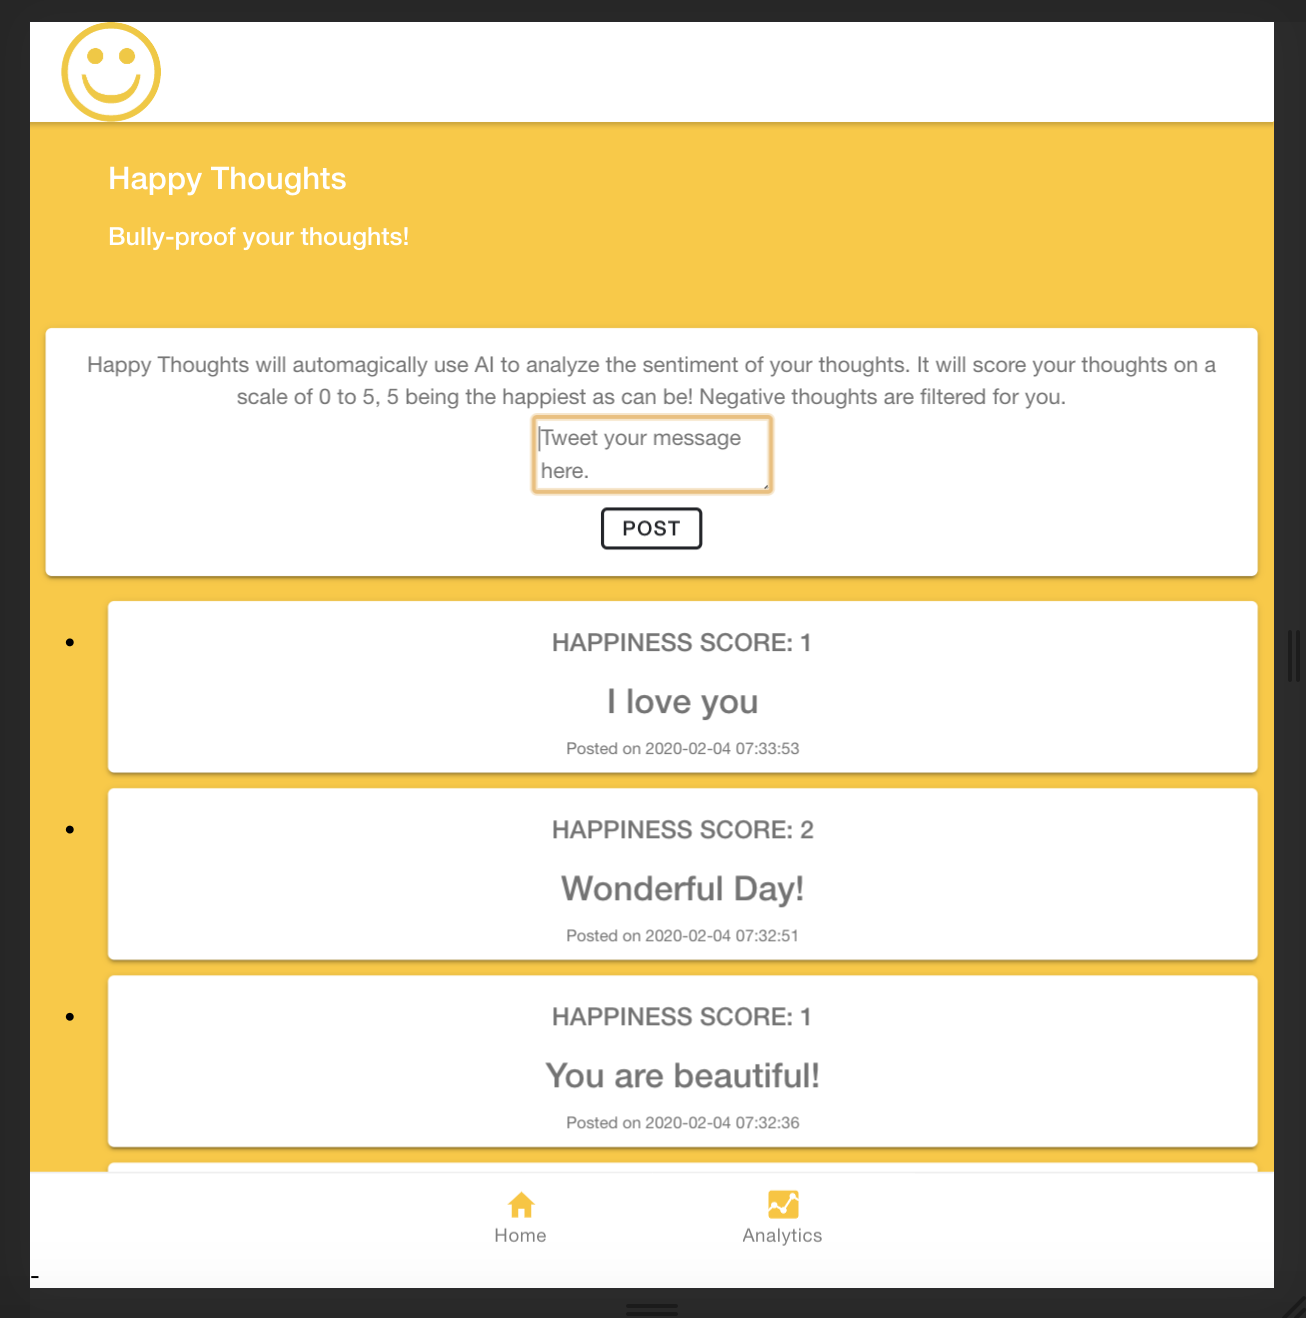 Happy Thoughts
Bully-proof your thoughts!
Happy Thoughts will automagically use AI to analyze the sentiment of your thoughts. It will score your thoughts on a
scale of 0 to 5, 5 being the happiest as can be! Negative thoughts are filtered for you.
Tweet your message
here.
POST
HAPPINESS SCORE: 1
I love you
Posted on 2020-02-04 07:33:53
HAPPINESS SCORE: 2
Wonderful Day!
Posted on 2020-02-04 07:32:51
HAPPINESS SCORE: 1
You are beautiful!
Posted on 2020-02-04 07:32:36
Home
Analytics
-